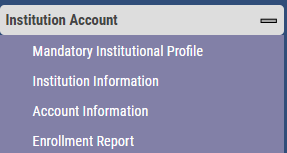 Institution Account
Mandatory Institutional Profile
Institution Information
Account Information
Enrollment Report